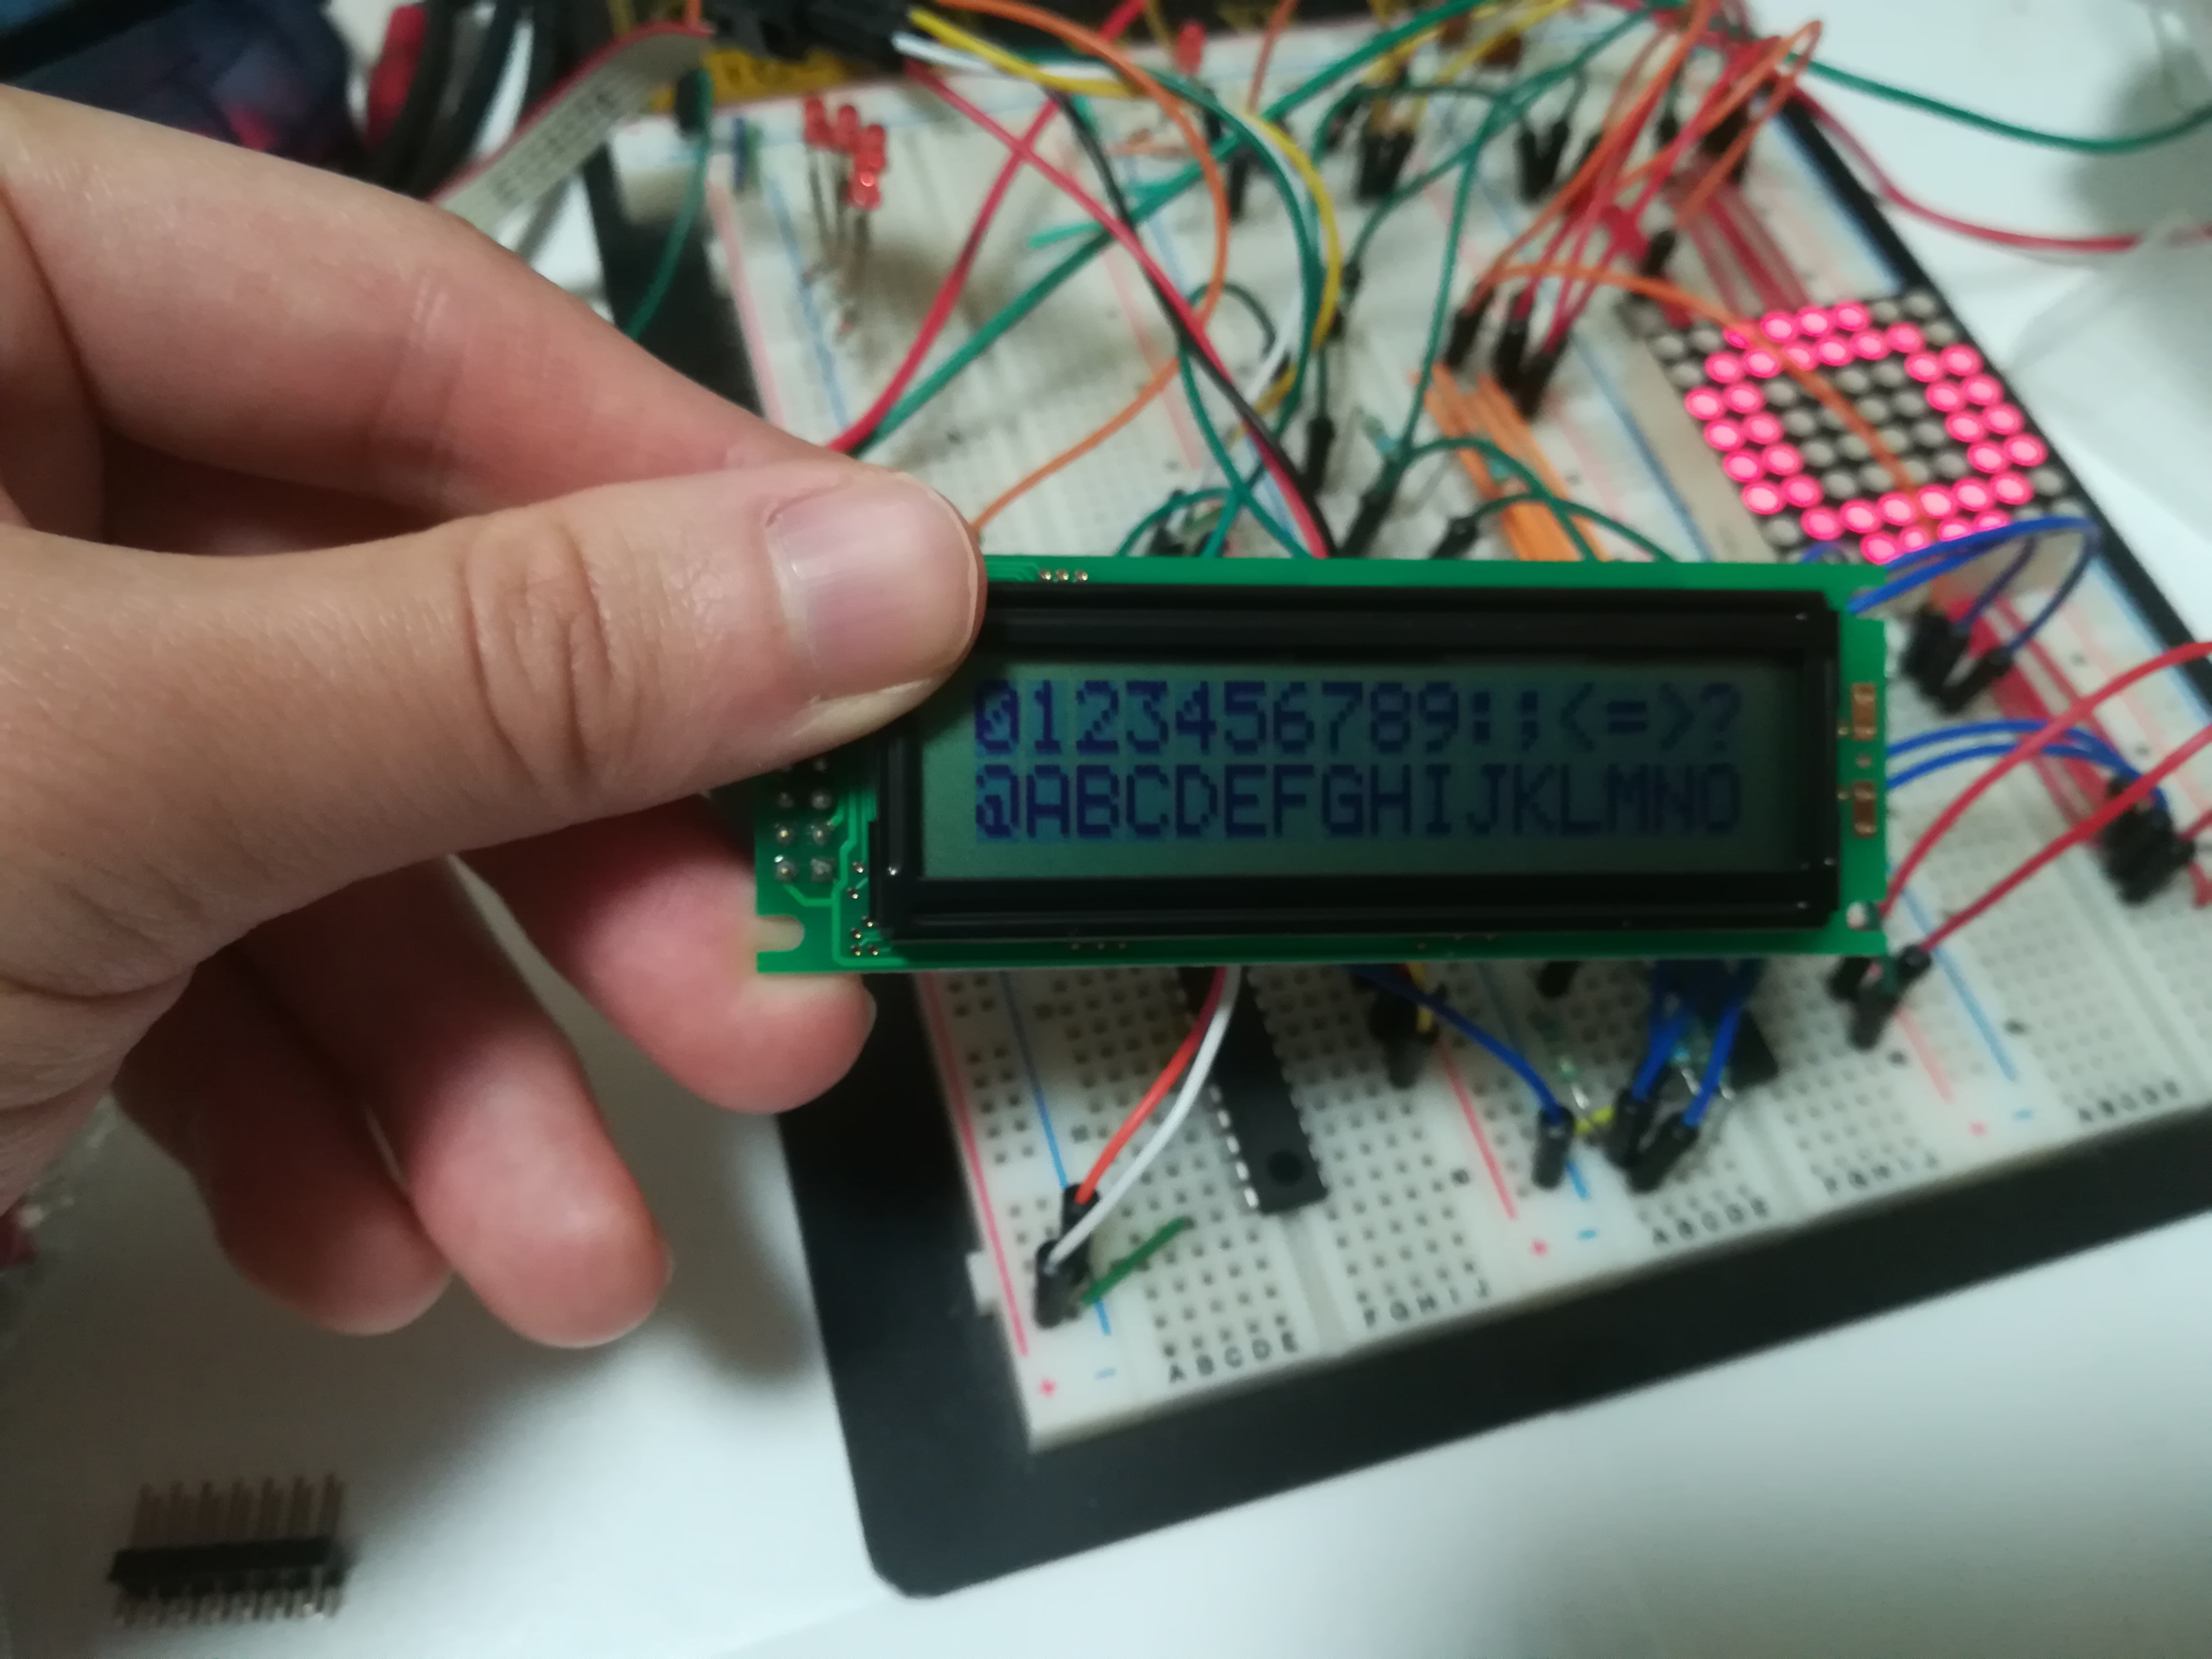 0123456789:;<=>?
@ABCDEFGHIJKLMNO
A B C D E
F G H I J
A B C D E
F G H I J
A B C D E
+ -
+ -
+ -